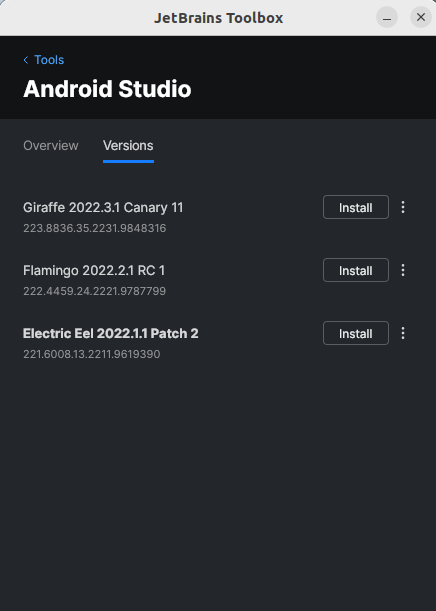 JetBrains Toolbox
Tools
Android Studio
Overview Versions
Giraffe 2022.3.1 Canary 11 Install
223.8836.35.2231.9848316
Flamingo 2022.2.1 RC 1 Install
222.4459.24.2221.9787799
Electric Eel 2022.1.1 Patch 2 Install
221.6008.13.2211.9619390